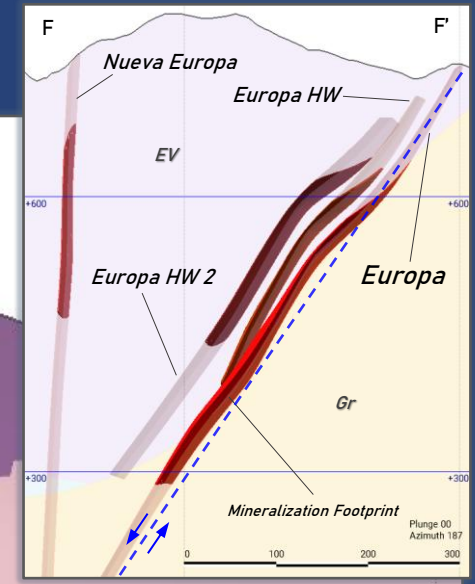 F
F'
Nueva Europa
Europa HW
EV
+600
+600
Europa HW 2
Europa
Gr
+300
+300
Mineralization Footprint
Plunge 00
Azimuth 187
0
100
200
300